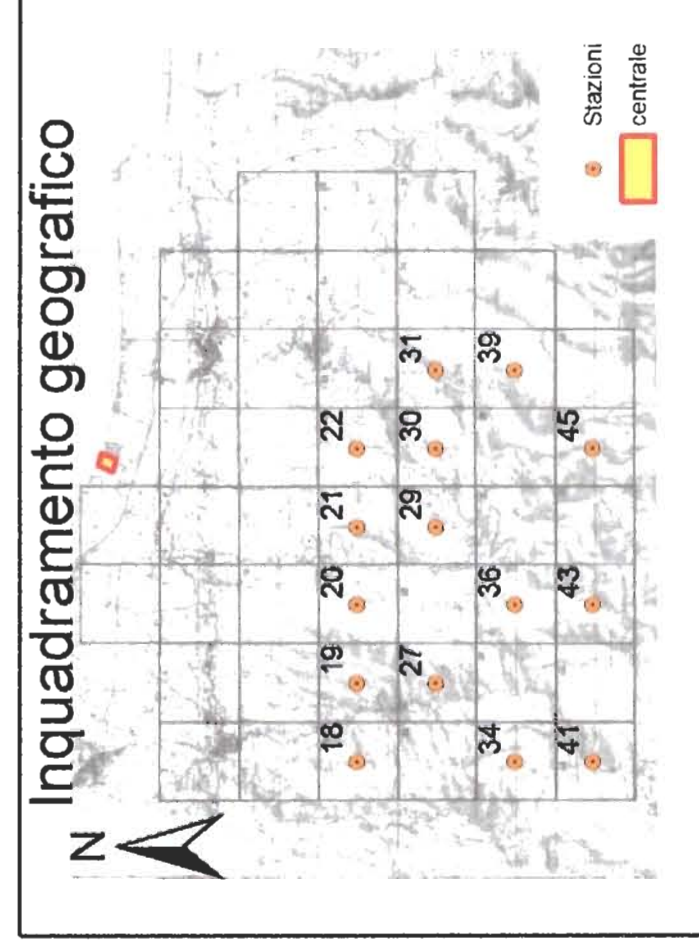 Inquadramento geografico
N
18 19 20 21 22
27 29 30 31
34 36 39
41 43 45
Stazioni
centrale